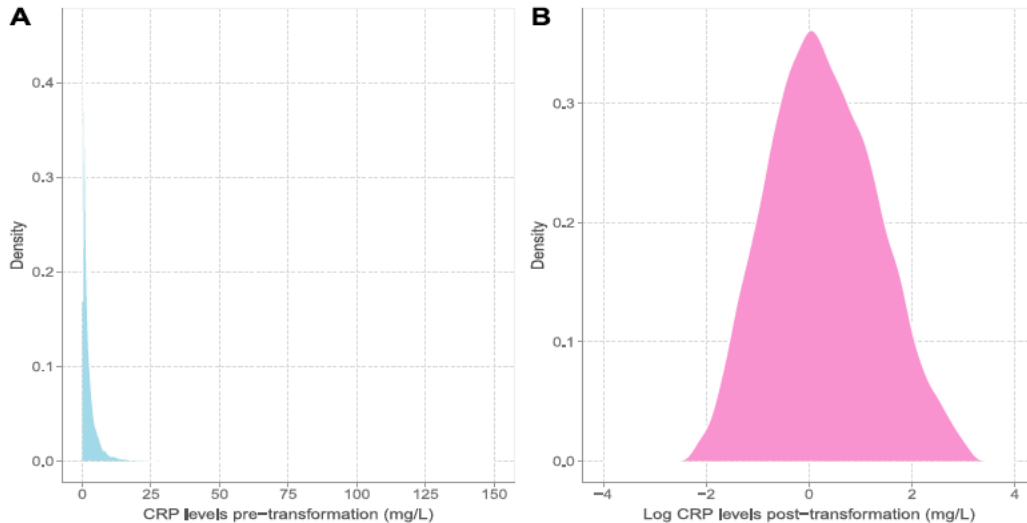 A
B
0.4
0.3
0.2
0.1
0.0
Density
0 25 50 75 100 125 150
CRP levels pre-transformation (mg/L)
0.3
0.2
0.1
0.0
Density
−4 −2 0 2 4
Log CRP levels post-transformation (mg/L)